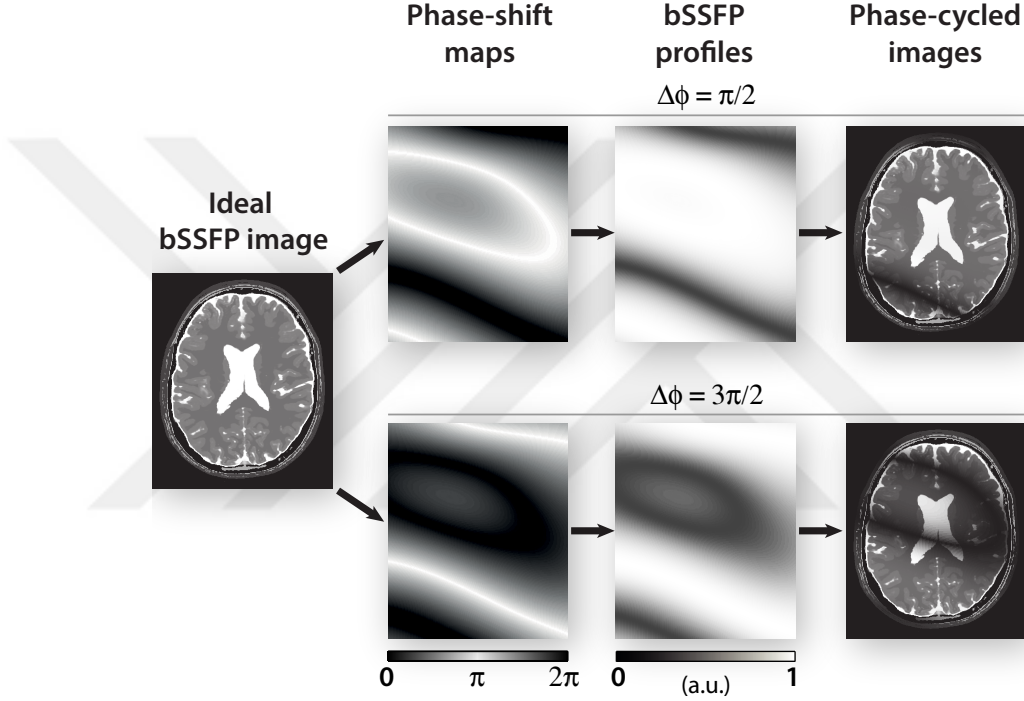 Phase-shift maps
bSSFP profiles
Phase-cycled images
Δϕ = π/2
Ideal
bSSFP image
Δϕ = 3π/2
0 π 2π
0 (a.u.) 1